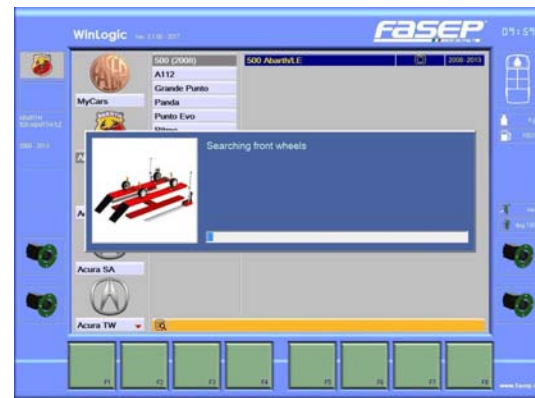 WinLogic
FASEP
500 (2008)
500 Abarth/LE
2008-2013
A112
Grande Punto
MyCars
Panda
Punto Evo
Searching front wheels
Acura SA
Acura TW
F1
F2
F3
F4
F5
F6
F7
F8